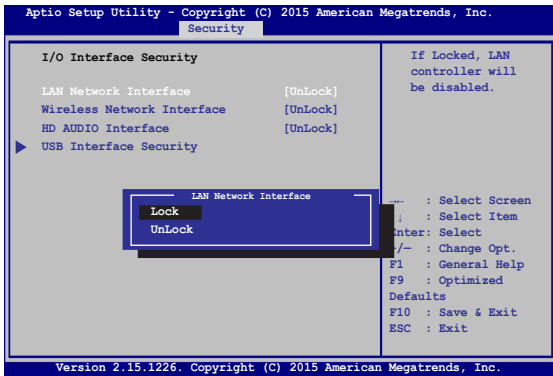 Aptio Setup Utility - Copyright (C) 2015 American Megatrends, Inc.
Security
I/O Interface Security
LAN Network Interface [UnLock]
Wireless Network Interface [UnLock]
HD AUDIO Interface [UnLock]
USB Interface Security
If Locked, LAN
controller will
be disabled.
LAN Network Interface
Lock
UnLock
→← : Select Screen
↓ : Select Item
Enter: Select
/— : Change Opt.
F1 : General Help
F9 : Optimized
Defaults
F10 : Save & Exit
ESC : Exit
Version 2.15.1226. Copyright (C) 2015 American Megatrends, Inc.